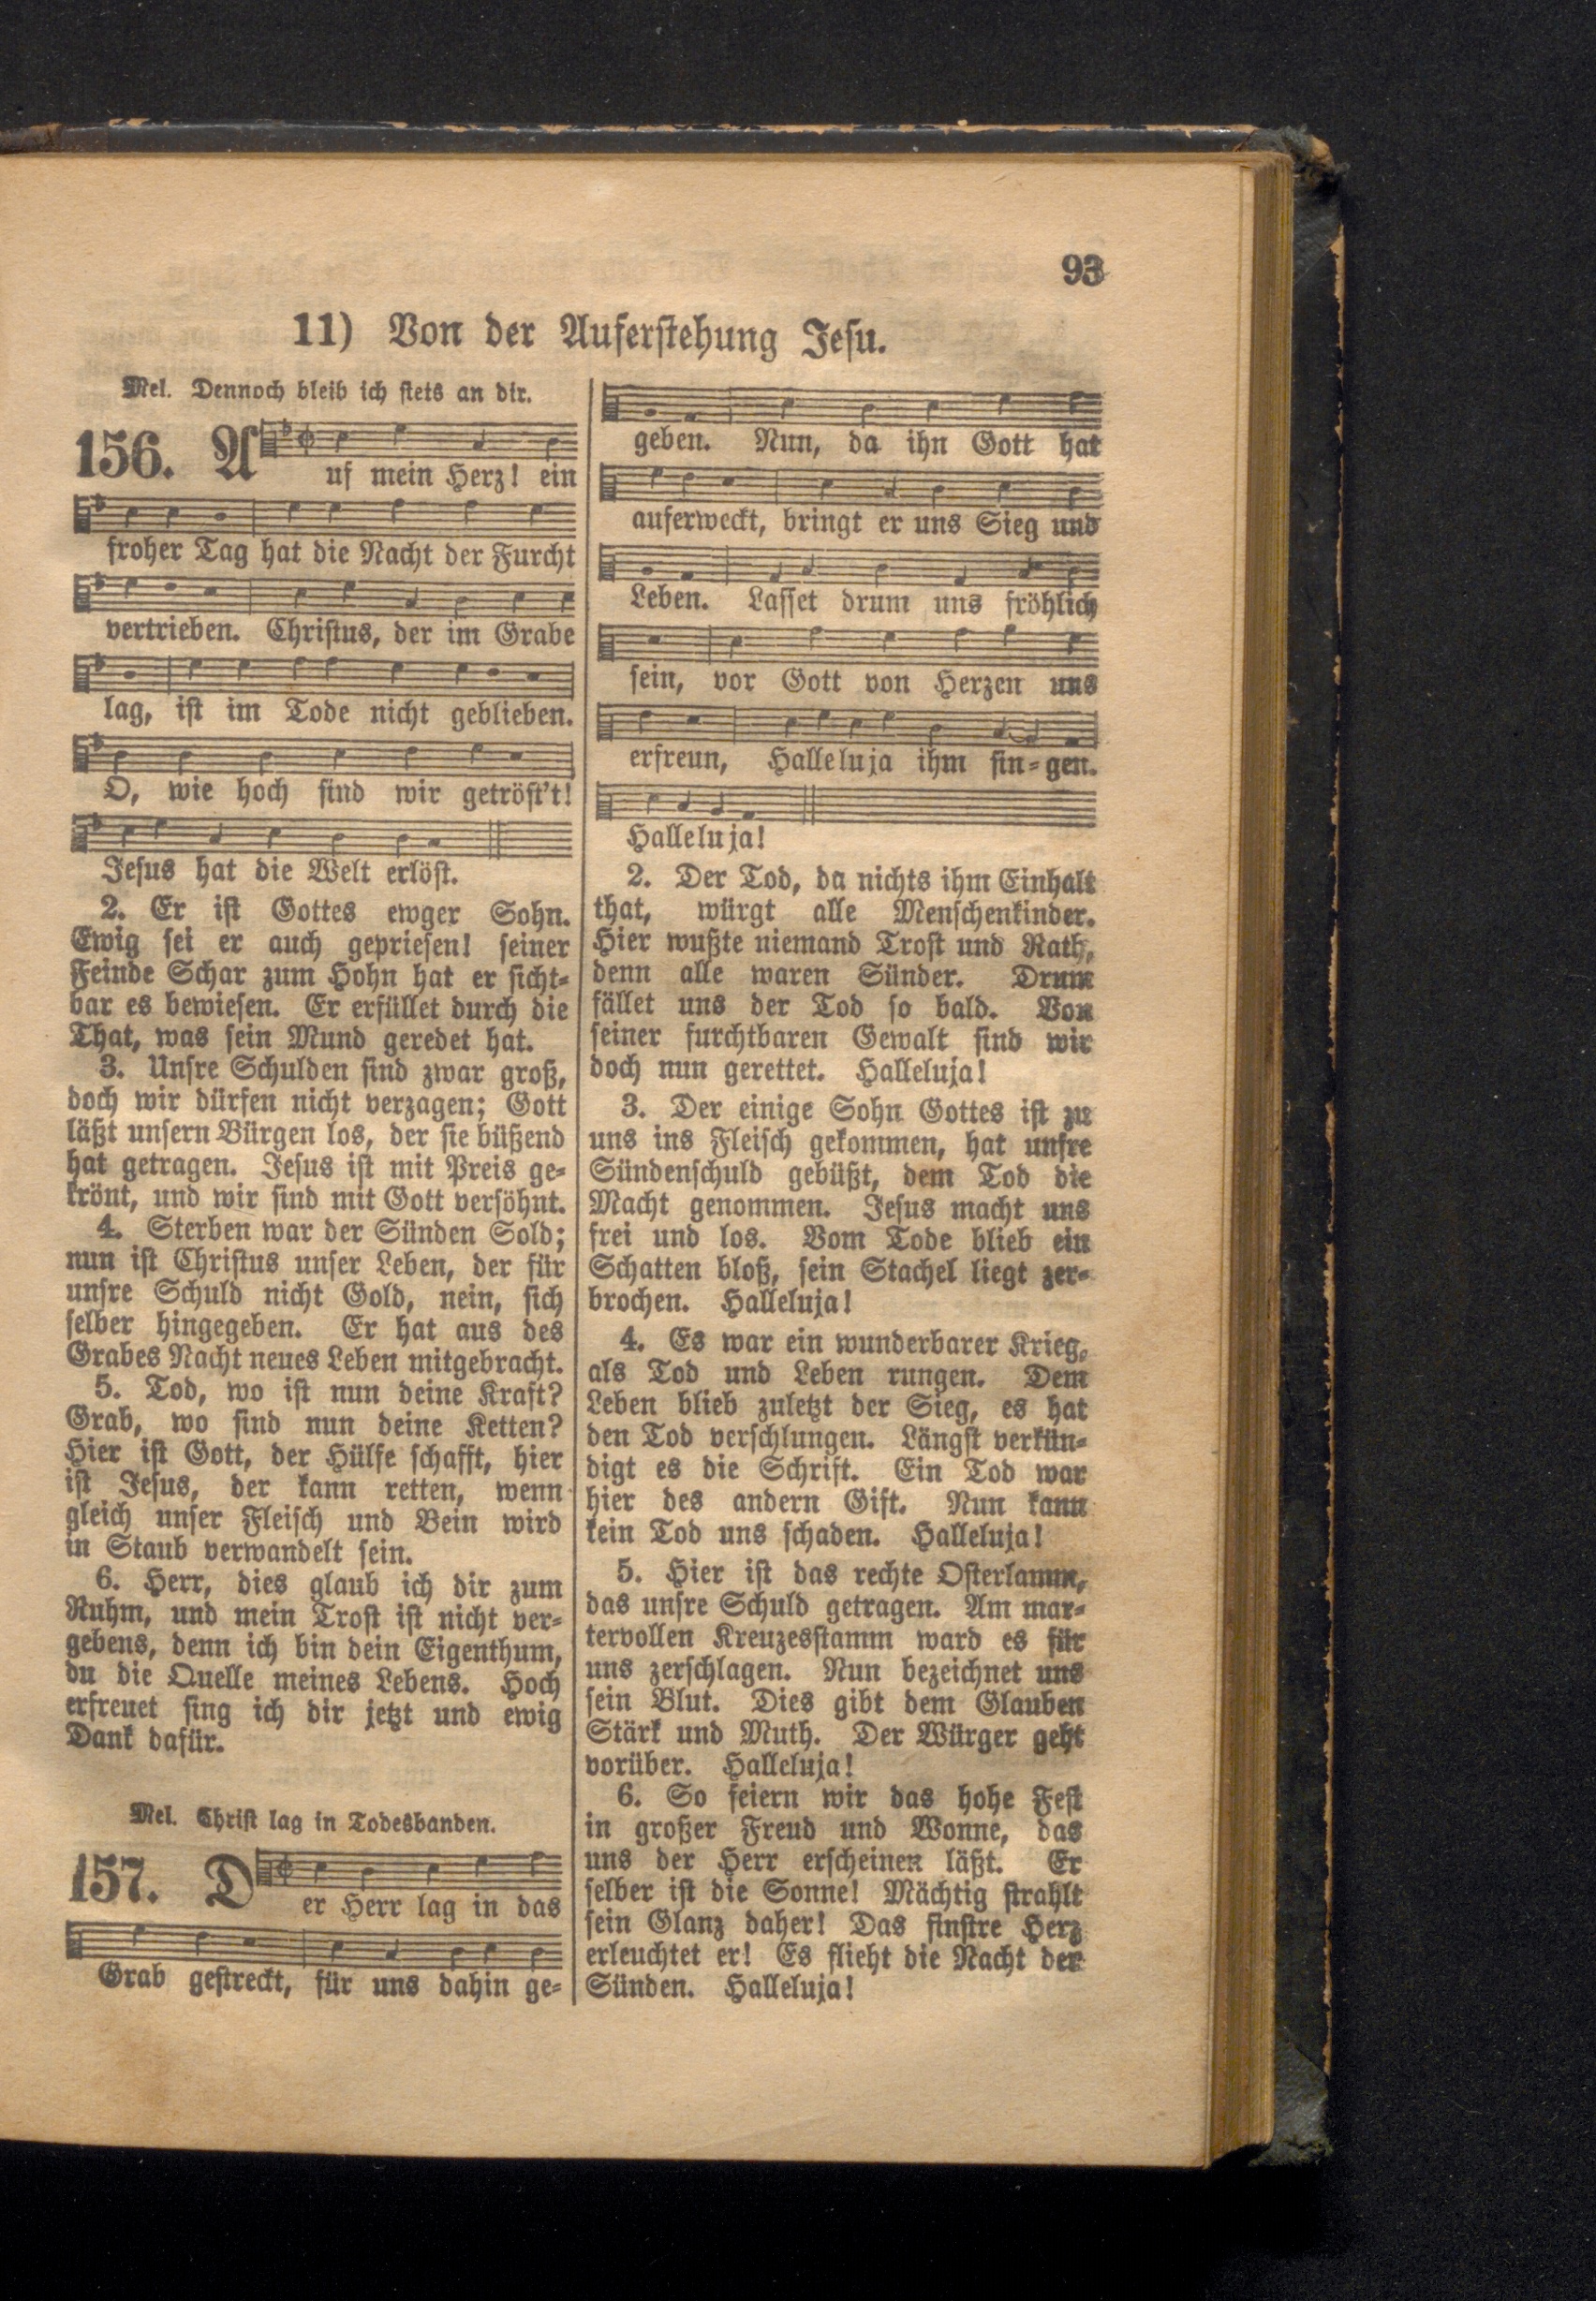 93
11) Von der Auferstehung Jesu.
Mel. Dennoch bleib ich stets an dir.
156. Auf mein Herz! ein
froher Tag hat die Nacht der Furcht
vertrieben. Christus, der im Grabe
lag, ist im Tode nicht geblieben.
O, wie hoch sind wir getröst't!
Jesus hat die Welt erlöst.
2. Er ist Gottes ewger Sohn.
Ewig sei er auch gepriesen! seiner
Feinde Schar zum Hohn hat er sicht-
bar es bewiesen. Er erfüllet durch die
That, was sein Mund geredet hat.
3. Unsre Schulden sind zwar groß,
doch wir dürfen nicht verzagen; Gott
läßt unsern Bürgen los, der sie büßend
hat getragen. Jesus ist mit Preis ge-
krönt, und wir sind mit Gott versöhnt.
4. Sterben war der Sünden Sold;
nun ist Christus unser Leben, der für
unsre Schuld nicht Gold, nein, sich
selber hingegeben. Er hat aus des
Grabes Nacht neues Leben mitgebracht.
5. Tod, wo ist nun deine Kraft?
Grab, wo sind nun deine Ketten?
Hier ist Gott, der Hülfe schafft, hier
ist Jesus, der kann retten, wenn
gleich unser Fleisch und Bein wird
in Staub verwandelt sein.
6. Herr, dies glaub ich dir zum
Ruhm, und mein Trost ist nicht ver-
gebens, denn ich bin dein Eigenthum,
du die Quelle meines Lebens. Hoch
erfreuet sing ich dir jetzt und ewig
Dank dafür.
Mel. Christ lag in Todesbanden.
157. Der Herr lag in das
Grab gestreckt, für uns dahin ge-
geben. Nun, da ihn Gott hat
auferweckt, bringt er uns Sieg und
Leben. Lasset drum uns fröhlich
sein, vor Gott von Herzen uns
erfreun, Halleluja ihm sin-gen.
Halleluja!
2. Der Tod, da nichts ihm Einhalt
that, würgt alle Menschenkinder.
Hier wußte niemand Trost und Rath,
denn alle waren Sünder. Drum
fället uns der Tod so bald. Von
seiner furchtbaren Gewalt sind wir
doch nun gerettet. Halleluja!
3. Der einige Sohn Gottes ist zu
uns ins Fleisch gekommen, hat unsre
Sündenschuld gebüßt, dem Tod die
Macht genommen. Jesus macht uns
frei und los. Vom Tode blieb ein
Schatten bloß, sein Stachel liegt zer-
brochen. Halleluja!
4. Es war ein wunderbarer Krieg,
als Tod und Leben rungen. Dem
Leben blieb zuletzt der Sieg, es hat
den Tod verschlungen. Längst verkün-
digt es die Schrift. Ein Tod war
hier des andern Gift. Nun kann
kein Tod uns schaden. Halleluja!
5. Hier ist das rechte Osterlamm,
das unsre Schuld getragen. Am mar-
tervollen Kreuzesstamm ward es für
uns zerschlagen. Nun bezeichnet uns
sein Blut. Dies gibt dem Glauben
Stärk und Muth. Der Würger geht
vorüber. Halleluja!
6. So feiern wir das hohe Fest
in großer Freud und Wonne, das
uns der Herr erscheinen läßt. Er
selber ist die Sonne! Mächtig strahlt
sein Glanz daher! Das finstre Herz
erleuchtet er! Es flieht die Nacht der
Sünden. Halleluja!